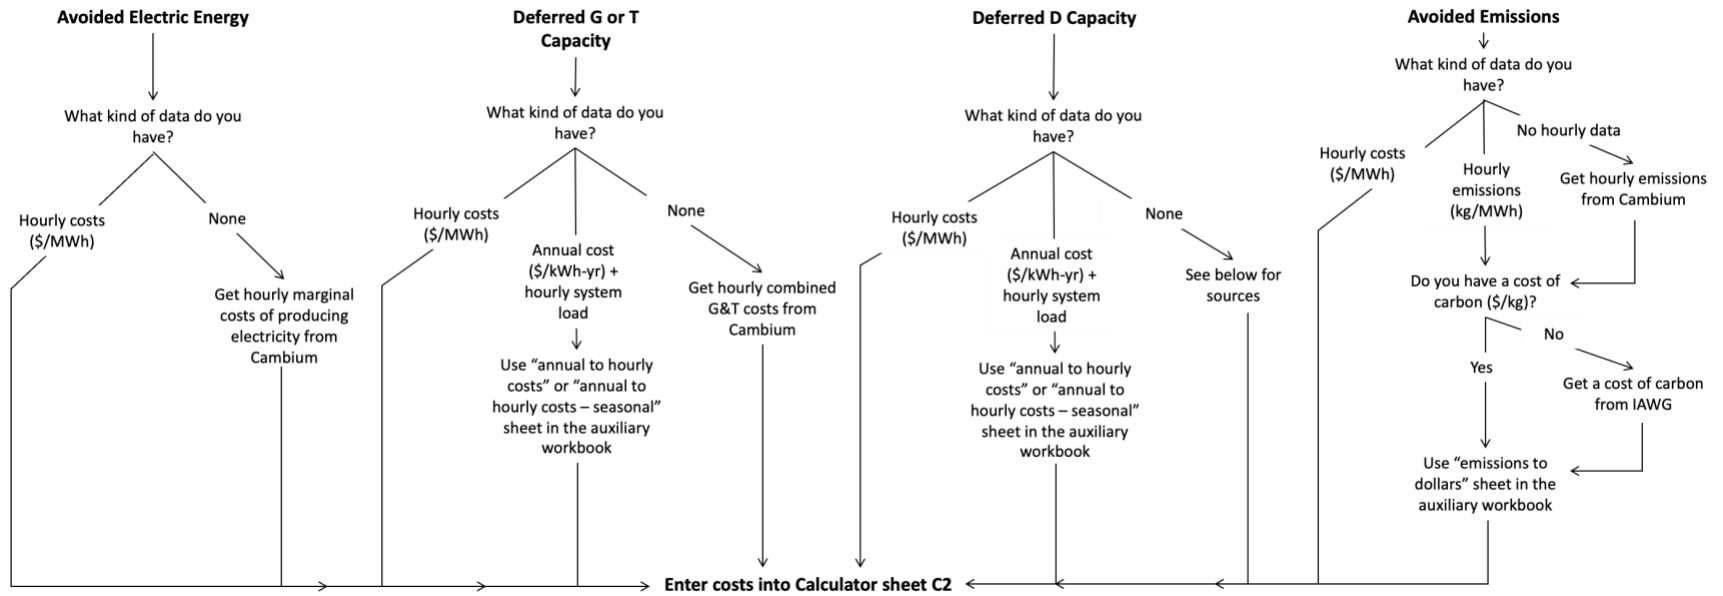 Avoided Electric Energy
What kind of data do you
have?
Hourly costs
($/MWh)
None
Get hourly marginal
costs of producing
electricity from
Cambium
Deferred G or T
Capacity
What kind of data do you
have?
Hourly costs
($/MWh)
Annual cost
($/kWh-yr) +
hourly system
load
Use “annual to hourly
costs” or “annual to
hourly costs – seasonal”
sheet in the auxiliary
workbook
None
Get hourly combined
G&T costs from
Cambium
Deferred D Capacity
What kind of data do you
have?
Hourly costs
($/MWh)
Annual cost
($/kWh-yr) +
hourly system
load
Use “annual to hourly
costs” or “annual to
hourly costs – seasonal”
sheet in the auxiliary
workbook
None
See below for
sources
Avoided Emissions
What kind of data do you
have?
Hourly costs
($/MWh)
Hourly
emissions
(kg/MWh)
No hourly data
Get hourly emissions
from Cambium
Do you have a cost of
carbon ($/kg)?
Yes
No
Get a cost of carbon
from IAWG
Use “emissions to
dollars” sheet in the
auxiliary workbook
Enter costs into Calculator sheet C2